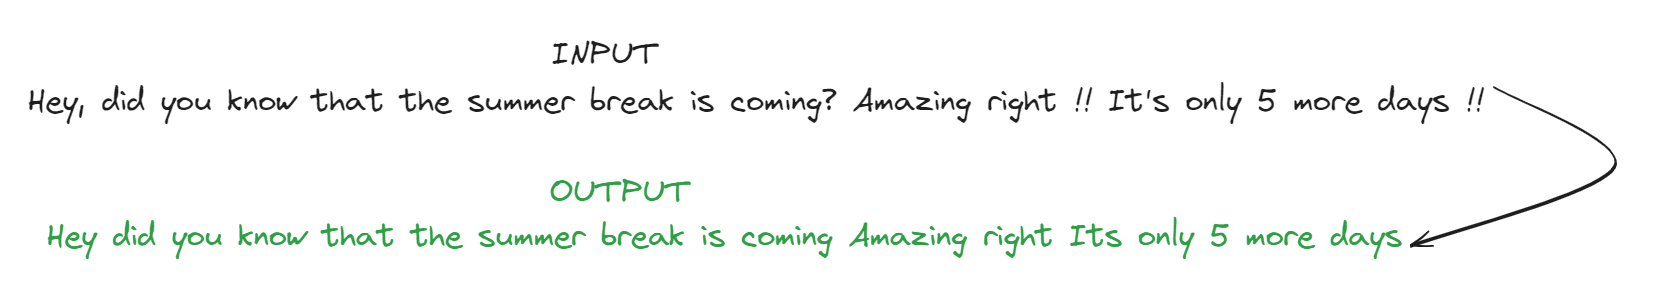 INPUT
Hey, did you know that the summer break is coming? Amazing right !! It's only 5 more days !!
OUTPUT
Hey did you know that the summer break is coming Amazing right Its only 5 more days